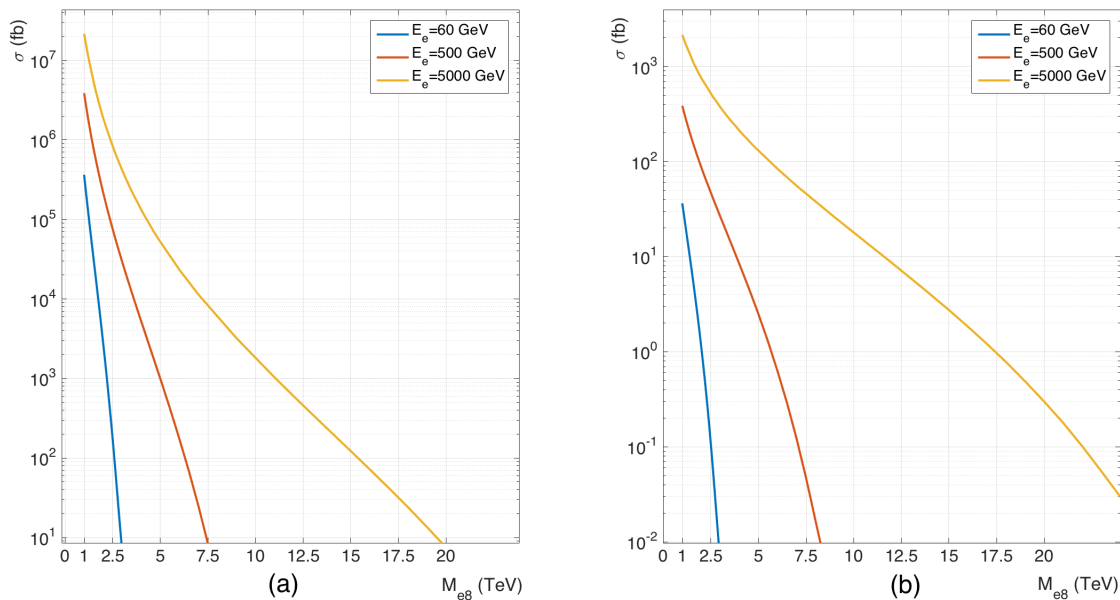 σ (fb)
10^7
10^6
10^5
10^4
10^3
10^2
10^1
0 1 2.5 5 7.5 10 12.5 15 17.5 20
E_e=60 GeV
E_e=500 GeV
E_e=5000 GeV
(a)
M_e8 (TeV)
σ (fb)
10^3
10^2
10^1
10^0
10^-1
10^-2
0 1 2.5 5 7.5 10 12.5 15 17.5 20
E_e=60 GeV
E_e=500 GeV
E_e=5000 GeV
(b)
M_e8 (TeV)